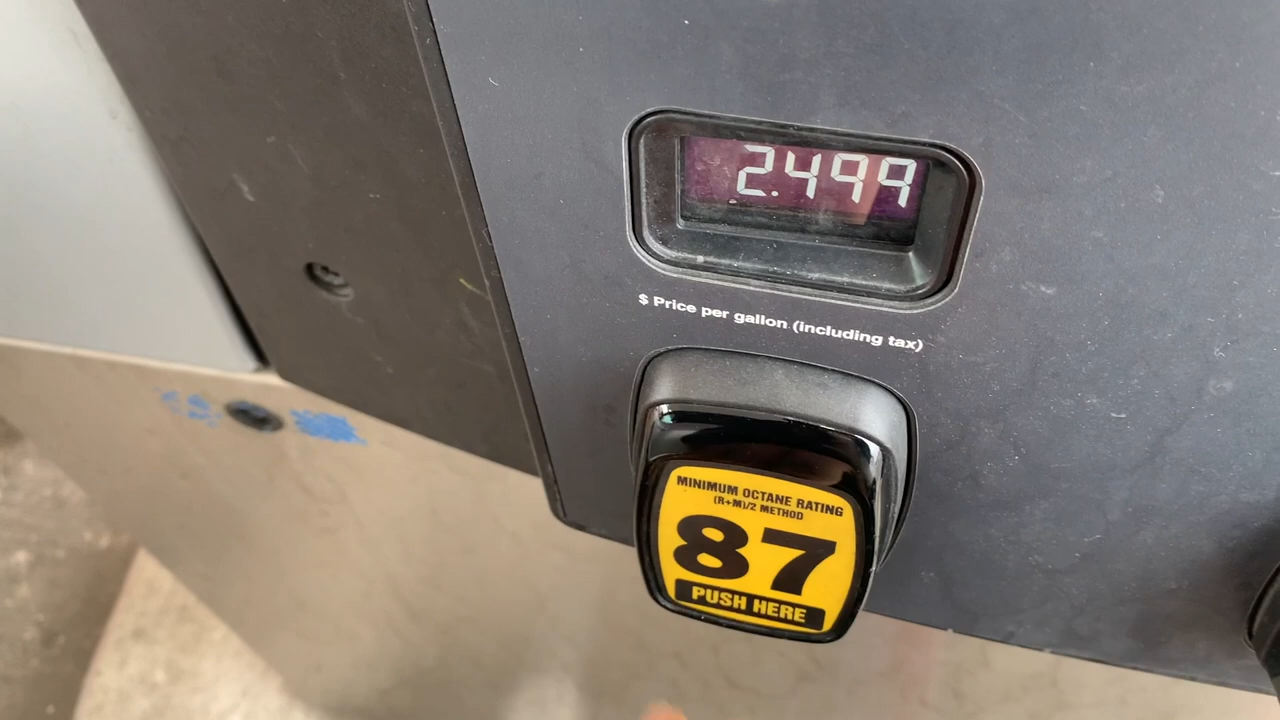 2.499
$ Price per gallon (including tax)
MINIMUM OCTANE RATING
(R+M)/2 METHOD
87
PUSH HERE